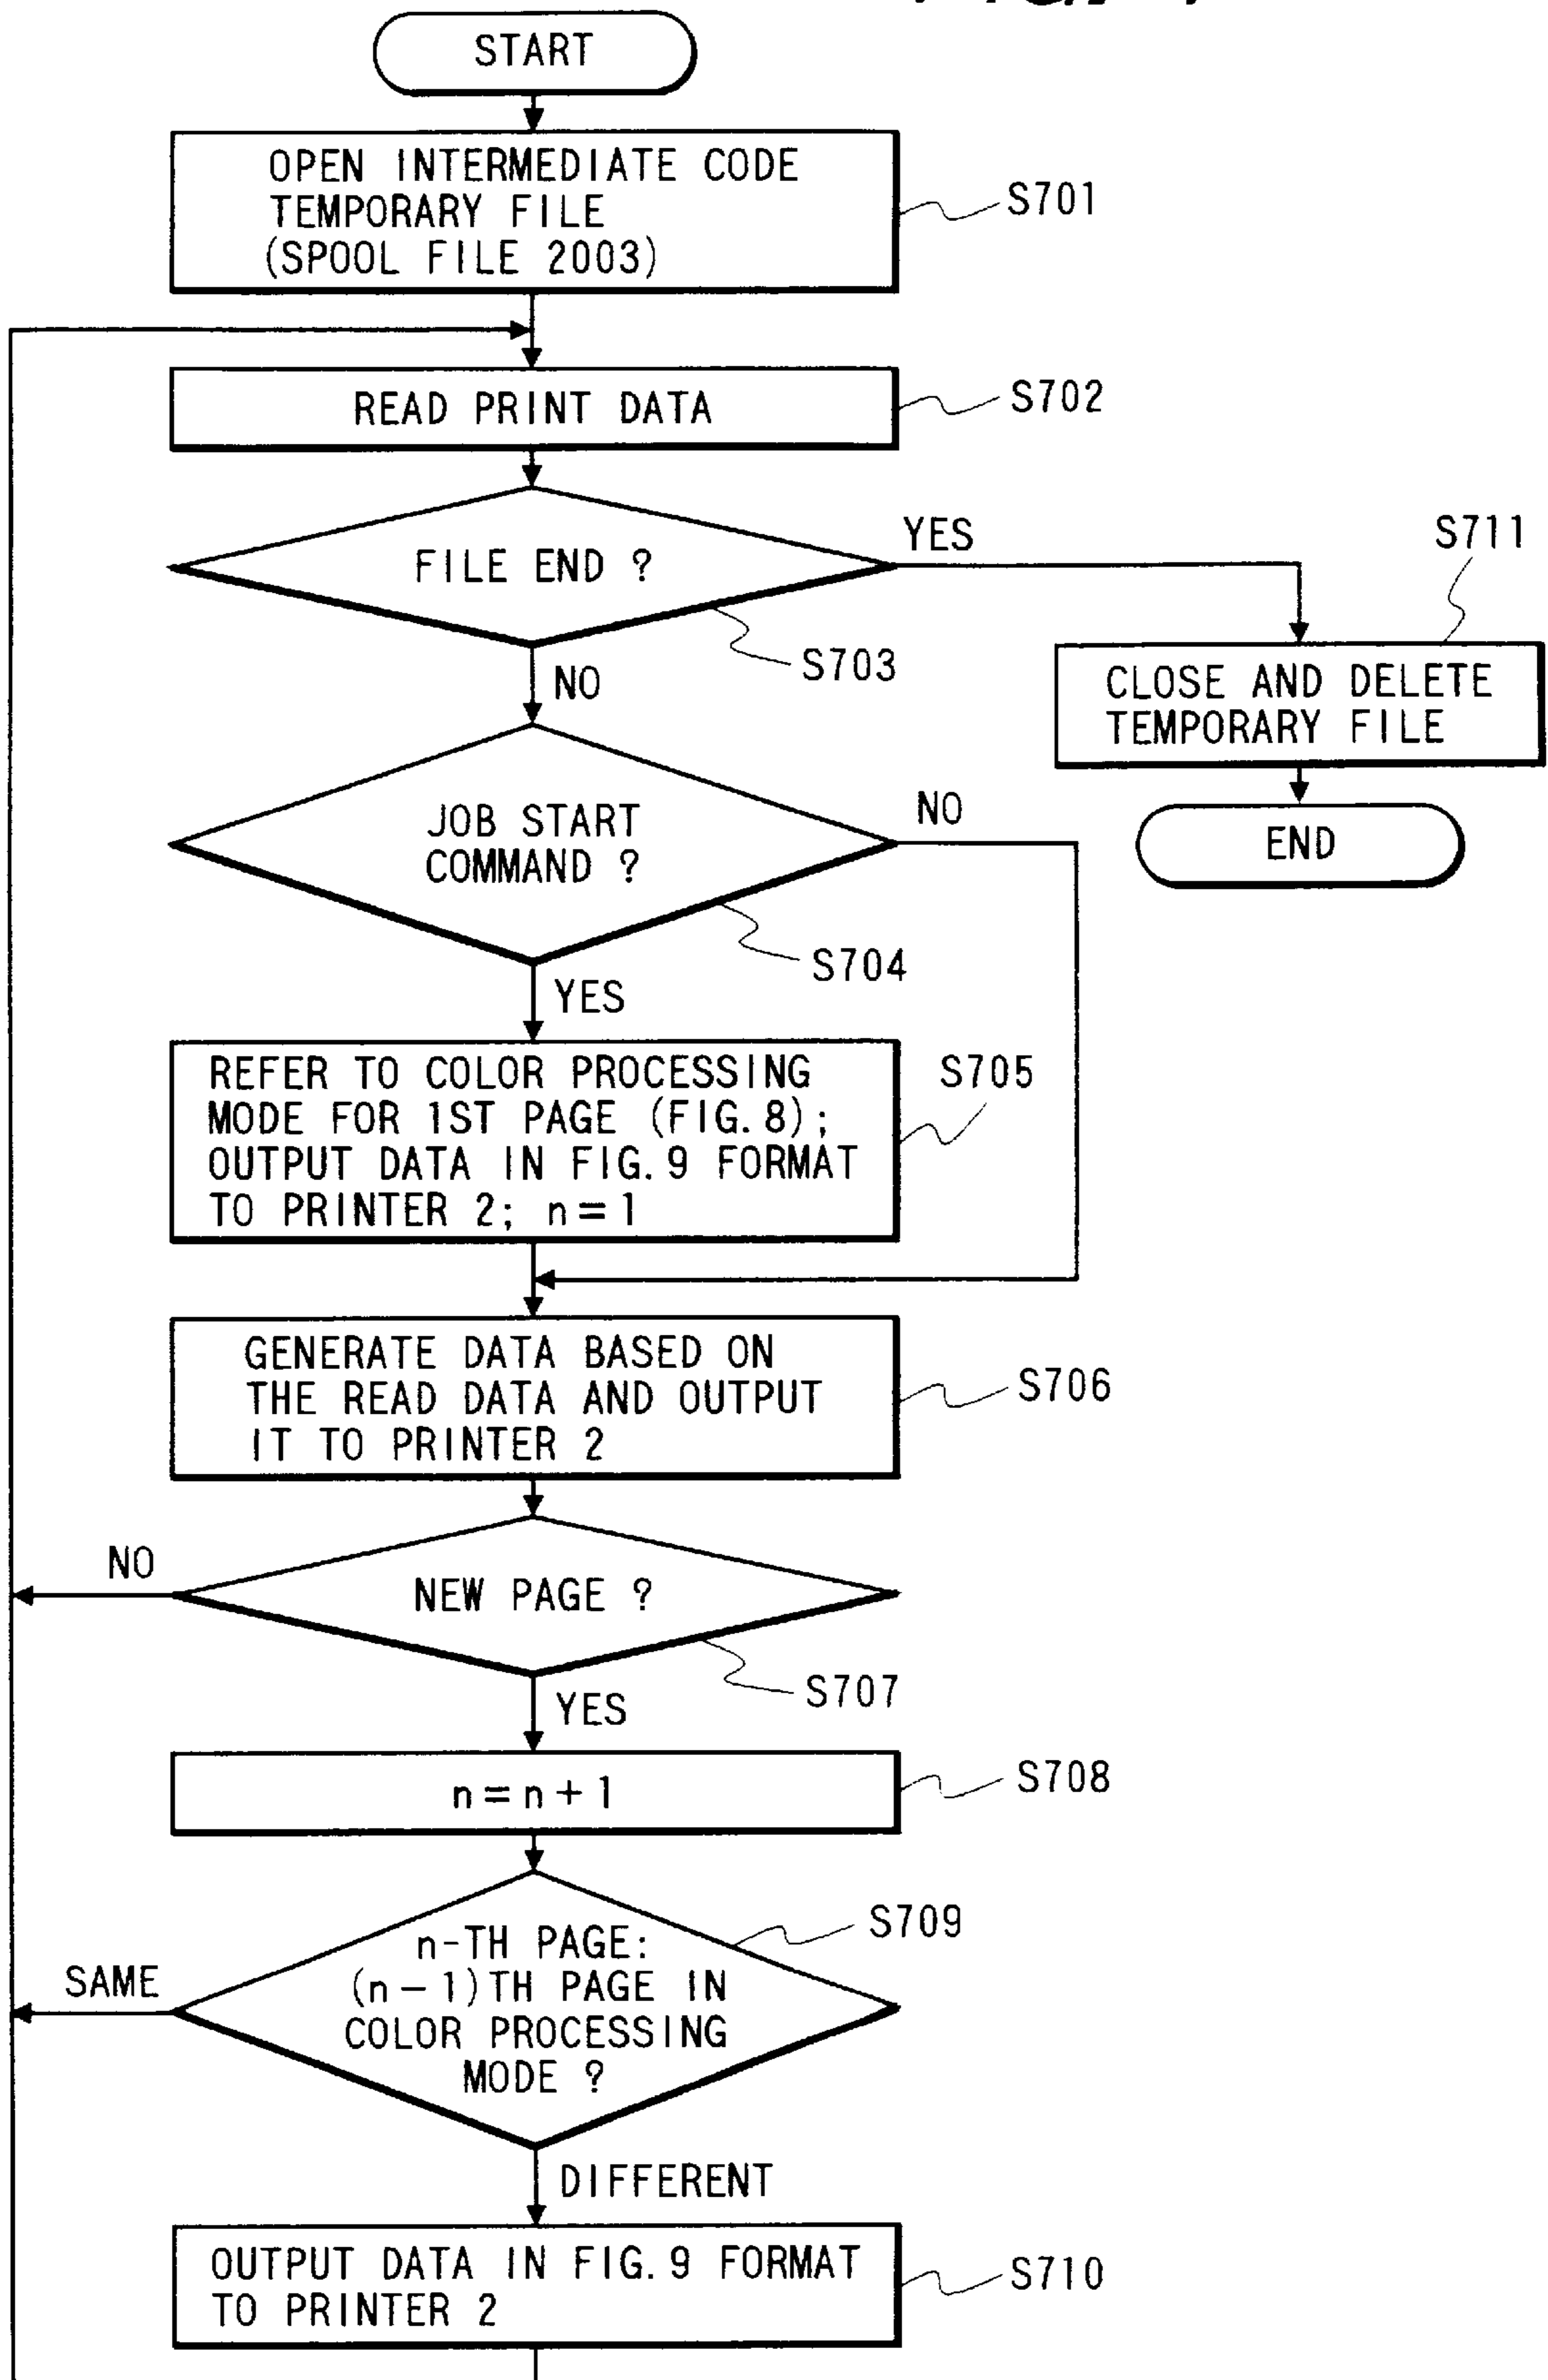 START
OPEN INTERMEDIATE CODE
TEMPORARY FILE
(SPOOL FILE 2003)
S701
READ PRINT DATA
S702
FILE END ?
YES
S703
NO
S711
CLOSE AND DELETE
TEMPORARY FILE
END
JOB START
COMMAND ?
NO
S704
YES
REFER TO COLOR PROCESSING
MODE FOR 1ST PAGE (FIG. 8);
OUTPUT DATA IN FIG. 9 FORMAT
TO PRINTER 2; n=1
S705
GENERATE DATA BASED ON
THE READ DATA AND OUTPUT
IT TO PRINTER 2
S706
NO
NEW PAGE ?
S707
YES
n=n+1
S708
n-TH PAGE:
(n-1)TH PAGE IN
COLOR PROCESSING
MODE ?
S709
SAME
DIFFERENT
OUTPUT DATA IN FIG. 9 FORMAT
TO PRINTER 2
S710